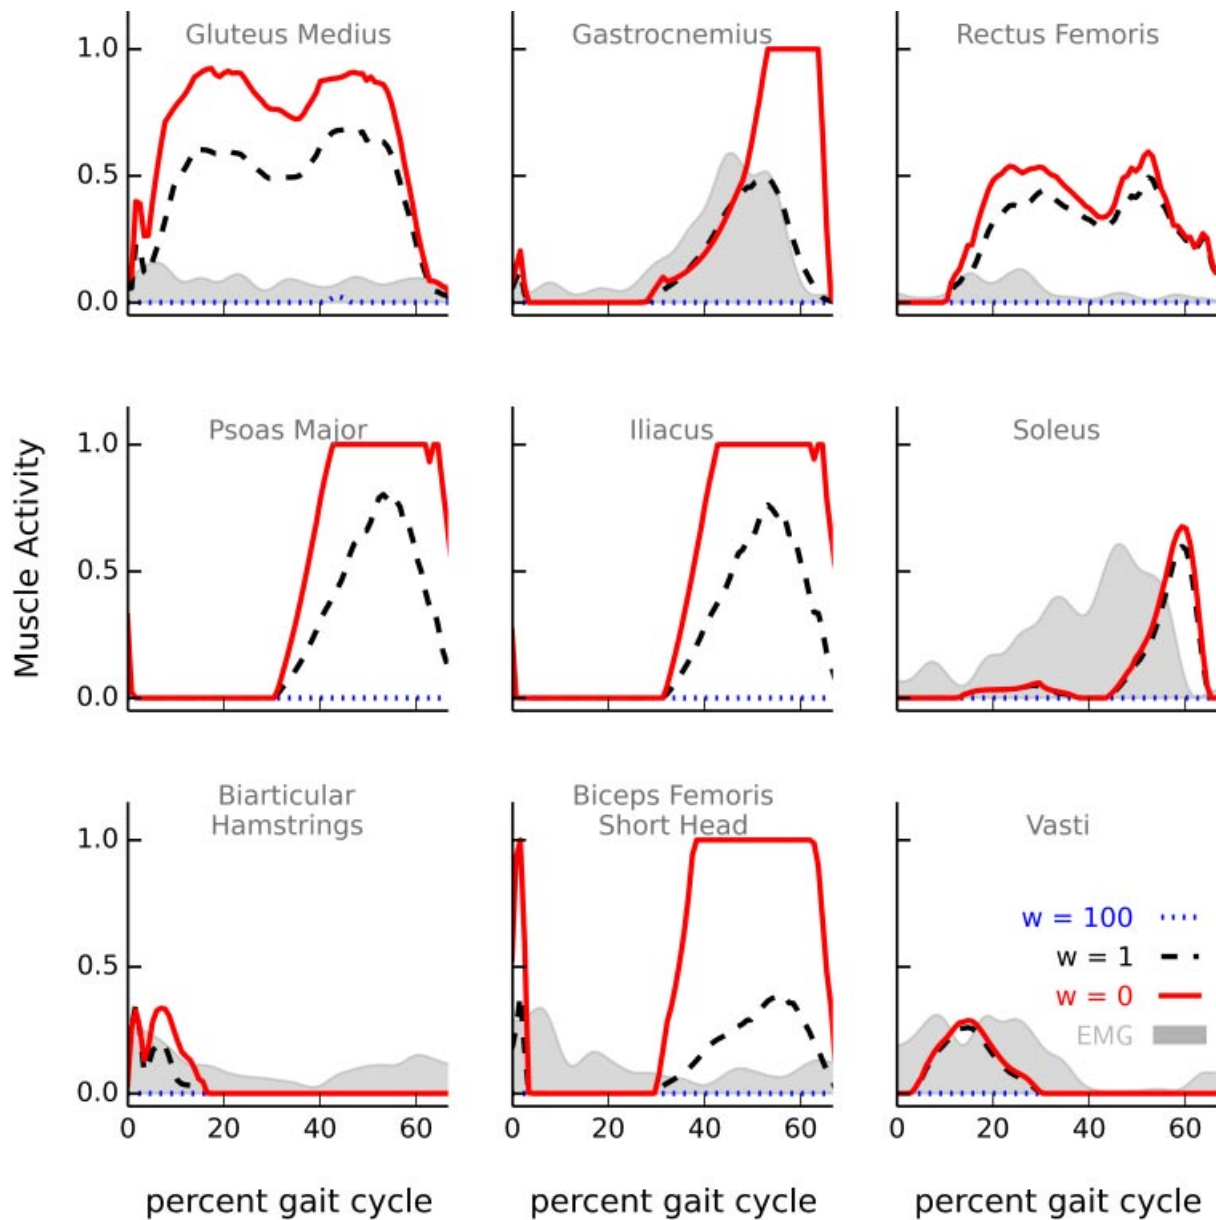 Gluteus Medius
Gastrocnemius
Rectus Femoris
1.0
0.5
0.0
Psoas Major
Iliacus
Soleus
1.0
0.5
0.0
Muscle Activity
Biarticular
Hamstrings
Biceps Femoris
Short Head
Vasti
1.0
0.5
0.0
w = 100
w = 1
w = 0
EMG
0 20 40 60
0 20 40 60
0 20 40 60
percent gait cycle
percent gait cycle
percent gait cycle